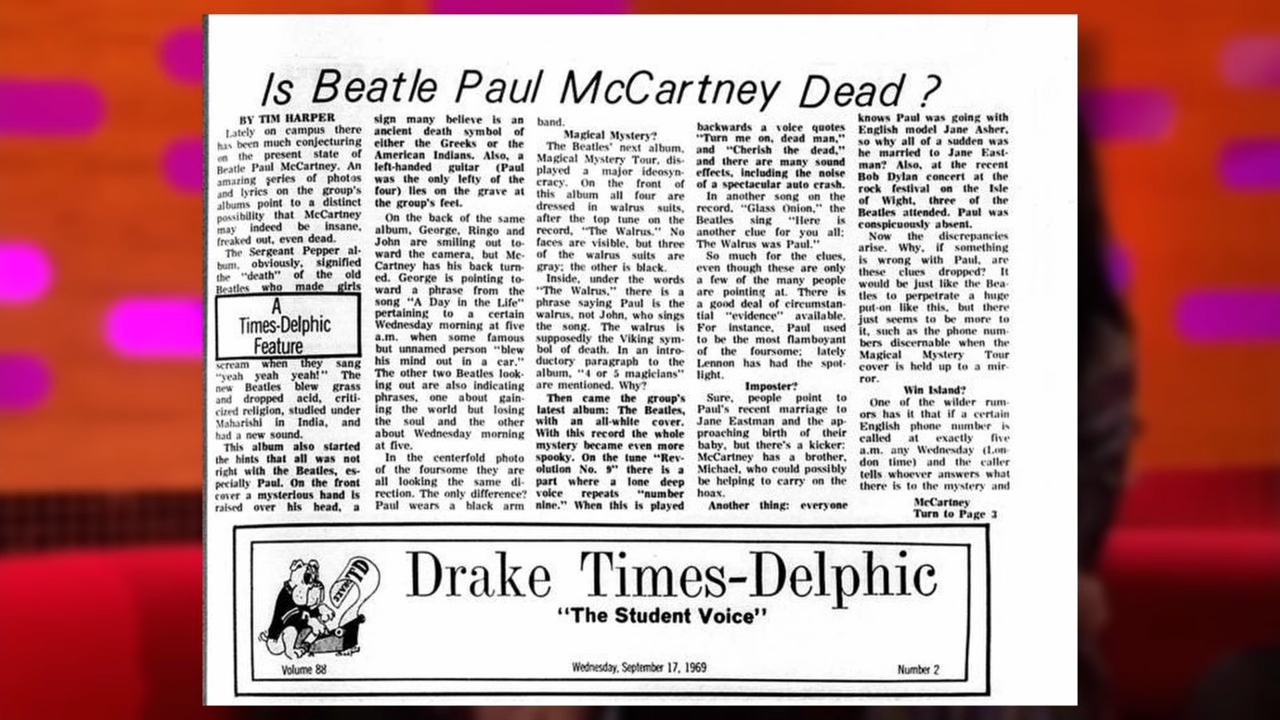 Is Beatle Paul McCartney Dead ?
BY TIM HARPER
Lately on campus there
has been much conjecturing
on the present state of
Beatle Paul McCartney. An
amazing series of photos
and lyrics on the group's
albums point to a distinct
possibility that McCartney
may indeed be insane,
freaked out, even dead.
The Sergeant Pepper al-
bum, obviously, signified
the "death" of the old
Beatles who made girls
A
Times-Delphic
Feature
scream when they sang
"yeah yeah yeah!" The
new Beatles blew grass
and dropped acid, criti-
cized religion, studied under
Maharishi in India, and
had a new sound.
This album also started
the hints that all was not
right with the Beatles, es-
pecially Paul. On the front
cover a mysterious hand is
raised over his head, a
sign many believe is an
ancient death symbol of
either the Greeks or the
American Indians. Also, a
left-handed guitar (Paul
was the only lefty of the
four) lies on the grave at
the group's feet.
On the back of the same
album, George, Ringo and
John are smiling out to-
ward the camera, but Mc-
Cartney has his back turn-
ed. George is pointing to-
ward a phrase from the
song "A Day in the Life"
pertaining to a certain
Wednesday morning at five
a.m. when some famous
but unnamed person "blew
his mind out in a car."
The other two Beatles look-
ing out are also indicating
phrases, one about gain-
ing the world but losing
the soul and the other
about Wednesday morning
at five.
In the centerfold photo
of the foursome they are
all looking the same di-
rection. The only difference?
Paul wears a black arm
band.
Magical Mystery?
The Beatles' next album,
Magical Mystery Tour, dis-
played a major ideosyn-
cracy. On the front of
this album all four are
dressed in walrus suits,
after the top tune on the
record, "The Walrus." No
faces are visible, but three
of the walrus suits are
gray; the other is black.
Inside, under the words
"The Walrus," there is a
phrase saying Paul is the
walrus, not John, who sings
the song. The walrus is
supposedly the Viking sym-
bol of death. In an intro-
ductory paragraph to the
album, "4 or 5 magicians"
are mentioned. Why?
Then came the group's
latest album: The Beatles,
with an all-white cover.
With this record the whole
mystery became even more
spooky. On the tune "Rev-
olution No. 9" there is a
part where a lone deep
voice repeats "number
nine." When this is played
backwards a voice quotes
"Turn me on, dead man,"
and "Cherish the dead,"
and there are many sound
effects, including the noise
of a spectacular auto crash.
In another song on the
record, "Glass Onion," the
Beatles sing "Here is
another clue for you all;
The Walrus was Paul."
So much for the clues,
even though these are only
a few of the many people
are pointing at. There is
a good deal of circumstan-
tial "evidence" available.
For instance, Paul used
to be the most flamboyant
of the foursome; lately
Lennon has had the spot-
light.
Imposter?
Sure, people point to
Paul's recent marriage to
Jane Eastman and the ap-
proaching birth of their
baby, but there's a kicker:
McCartney has a brother,
Michael, who could possibly
be helping to carry on the
hoax.
Another thing: everyone
knows Paul was going with
English model Jane Asher,
so why all of a sudden was
he married to Jane East-
man? Also, at the recent
Bob Dylan concert at the
rock festival on the Isle
of Wight, three of the
Beatles attended. Paul was
conspicuously absent.
Now the discrepancies
arise. Why, if something
is wrong with Paul, are
these clues dropped? It
would be just like the Bea-
tles to perpetrate a huge
put-on like this, but there
just seems to be more to
it, such as the phone num-
bers discernable when the
Magical Mystery Tour
cover is held up to a mir-
ror.
Win Island?
One of the wilder rum-
ors has it that if a certain
English phone number is
called at exactly five
a.m. any Wednesday (Lon-
don time) and the caller
tells whoever answers what
there is to the mystery and
McCartney
Turn to Page 3
Drake Times-Delphic
"The Student Voice"
Volume 88
Wednesday, September 17, 1969
Number 2